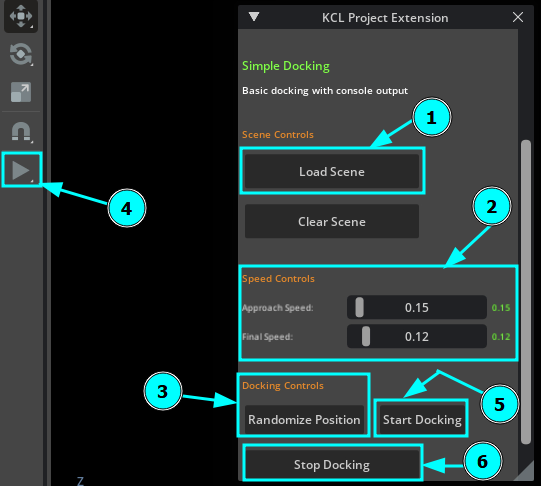 KCL Project Extension
Simple Docking
Basic docking with console output
1
Scene Controls
Load Scene
4
2
Clear Scene
Speed Controls
Approach Speed: 0.15 0.15
Final Speed: 0.12 0.12
3
Docking Controls
5
Randomize Position Start Docking
Stop Docking
6
Z